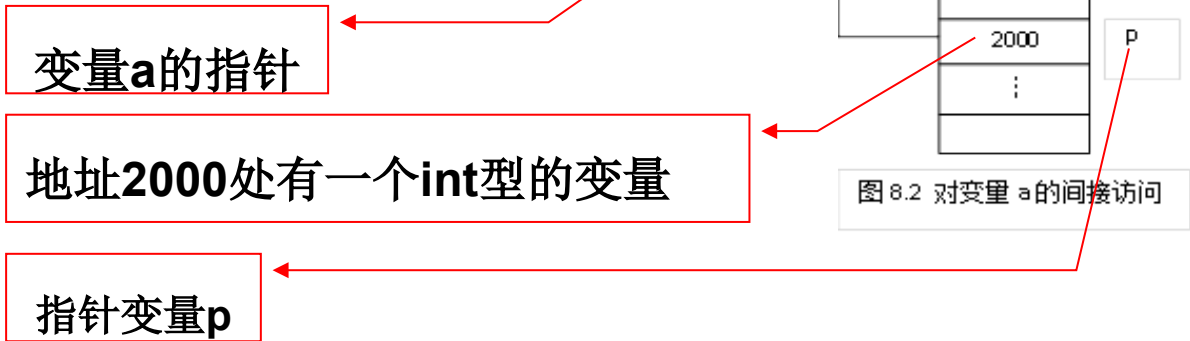 变量a的指针
2000
p
⋮
地址2000处有一个int型的变量
图 8.2 对变量 a的间接访问
指针变量p